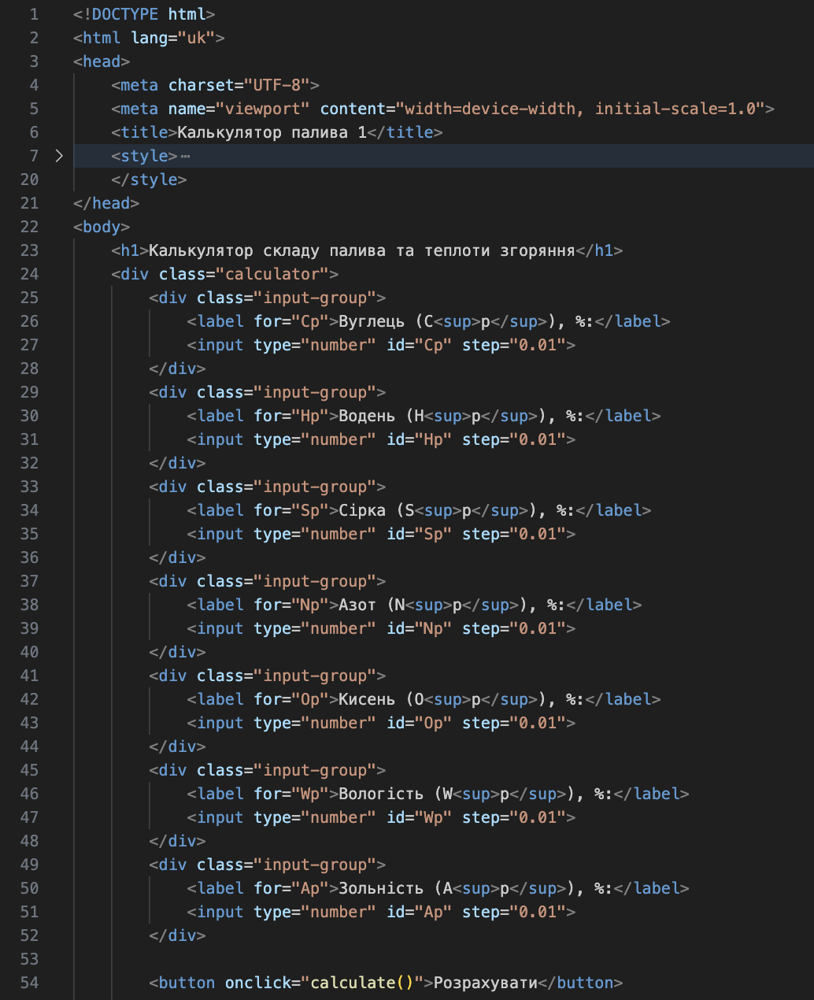 1 <!DOCTYPE html>
2 <html lang="uk">
3 <head>
4 <meta charset="UTF-8">
5 <meta name="viewport" content="width=device-width, initial-scale=1.0">
6 <title>Калькулятор палива 1</title>
7 <style>…
20 </style>
21 </head>
22 <body>
23 <h1>Калькулятор складу палива та теплоти згоряння</h1>
24 <div class="calculator">
25 <div class="input-group">
26 <label for="Cp">Вуглець (C<sup>p</sup>), %:</label>
27 <input type="number" id="Cp" step="0.01">
28 </div>
29 <div class="input-group">
30 <label for="Hp">Водень (H<sup>p</sup>), %:</label>
31 <input type="number" id="Hp" step="0.01">
32 </div>
33 <div class="input-group">
34 <label for="Sp">Сірка (S<sup>p</sup>), %:</label>
35 <input type="number" id="Sp" step="0.01">
36 </div>
37 <div class="input-group">
38 <label for="Np">Азот (N<sup>p</sup>), %:</label>
39 <input type="number" id="Np" step="0.01">
40 </div>
41 <div class="input-group">
42 <label for="Op">Кисень (O<sup>p</sup>), %:</label>
43 <input type="number" id="Op" step="0.01">
44 </div>
45 <div class="input-group">
46 <label for="Wp">Вологість (W<sup>p</sup>), %:</label>
47 <input type="number" id="Wp" step="0.01">
48 </div>
49 <div class="input-group">
50 <label for="Ap">Зольність (A<sup>p</sup>), %:</label>
51 <input type="number" id="Ap" step="0.01">
52 </div>
53
54 <button onclick="calculate()">Розрахувати</button>